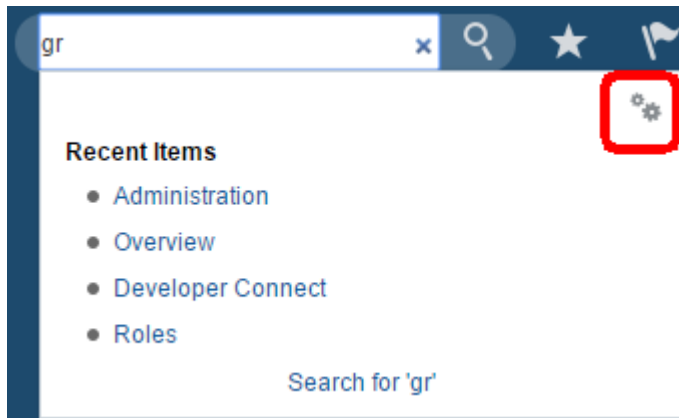 gr
Recent Items
Administration
Overview
Developer Connect
Roles
Search for 'gr'